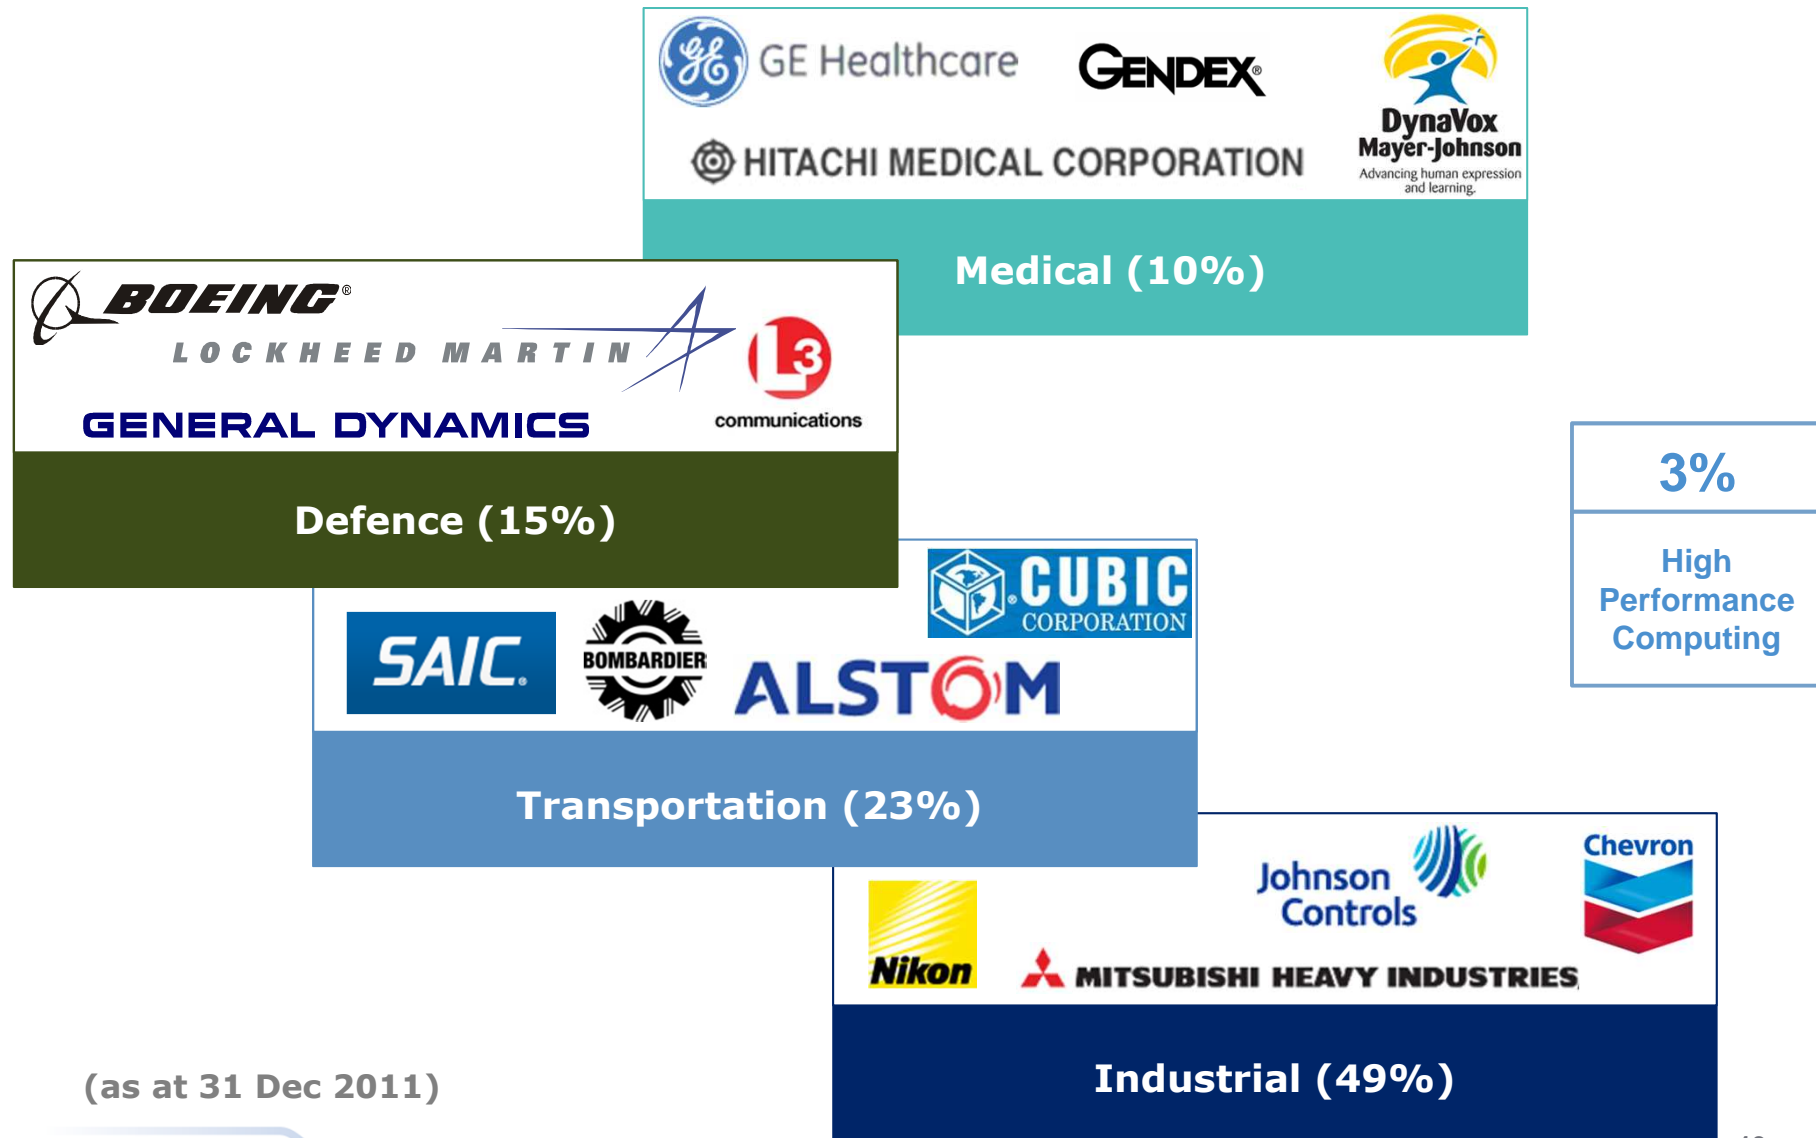 GE GE Healthcare
GENDEX®
DynaVox
Mayer-Johnson
Advancing human expression
and learning.
HITACHI MEDICAL CORPORATION
Medical (10%)
BOEING®
LOCKHEED MARTIN
L3
communications
GENERAL DYNAMICS
Defence (15%)
3%
High
Performance
Computing
CUBIC
CORPORATION
SAIC®
BOMBARDIER
ALSTOM
Transportation (23%)
Johnson
Controls
Chevron
Nikon
MITSUBISHI HEAVY INDUSTRIES,
Industrial (49%)
(as at 31 Dec 2011)